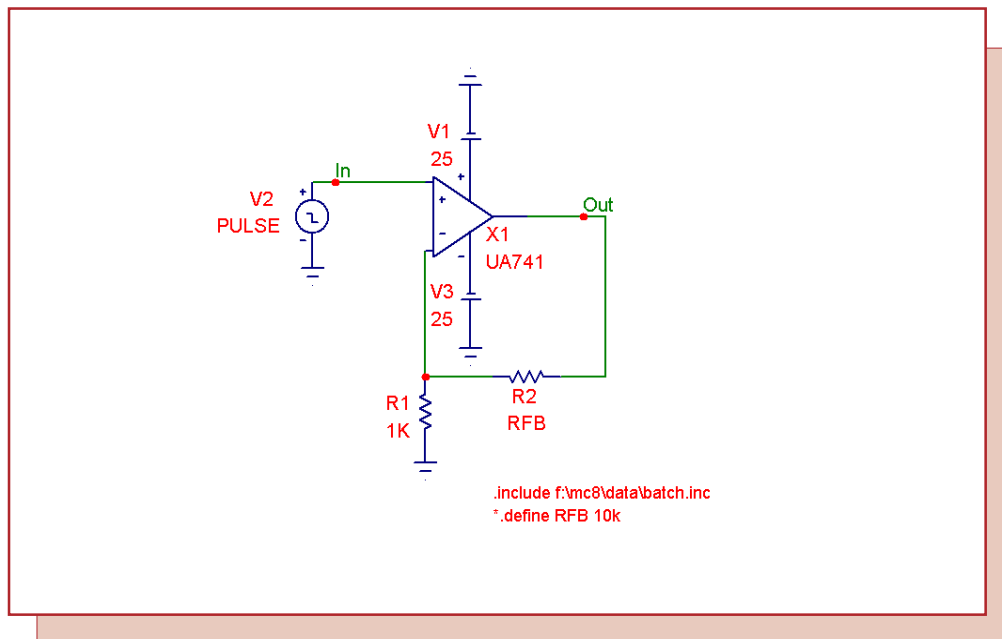 V1
25
In
V2
PULSE
+
-
+
-
+
-
Out
X1
UA741
V3
25
R1
1K
R2
RFB
.include f:\mc8\data\batch.inc
*.define RFB 10k